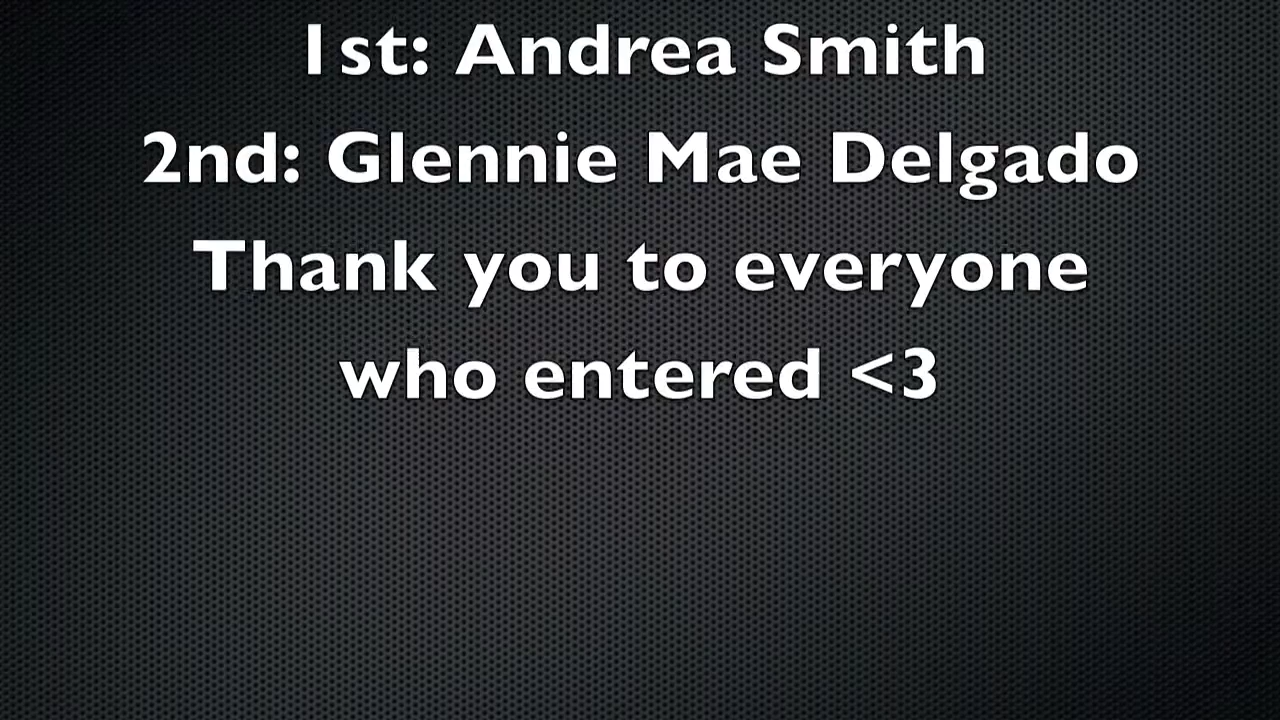 1st: Andrea Smith
2nd: Glennie Mae Delgado
Thank you to everyone
who entered <3